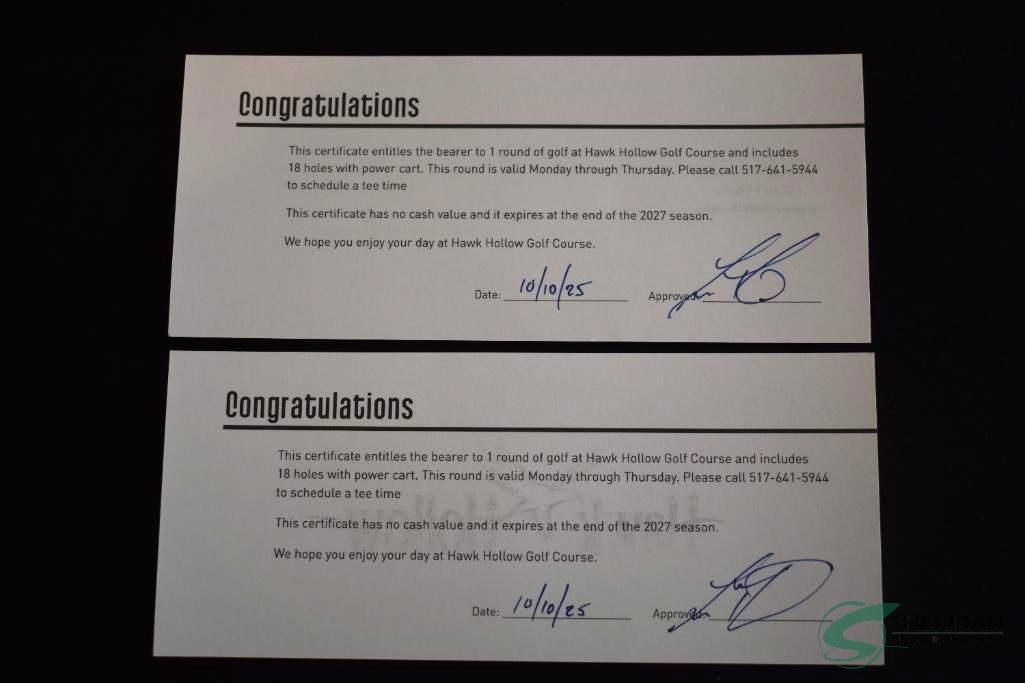 Congratulations
This certificate entitles the bearer to 1 round of golf at Hawk Hollow Golf Course and includes
18 holes with power cart. This round is valid Monday through Thursday. Please call 517-641-5944
to schedule a tee time
This certificate has no cash value and it expires at the end of the 2027 season.
We hope you enjoy your day at Hawk Hollow Golf Course.
Date: 10/10/25 Approved:
Congratulations
This certificate entitles the bearer to 1 round of golf at Hawk Hollow Golf Course and includes
18 holes with power cart. This round is valid Monday through Thursday. Please call 517-641-5944
to schedule a tee time
This certificate has no cash value and it expires at the end of the 2027 season.
We hope you enjoy your day at Hawk Hollow Golf Course.
Date: 10/10/25 Approved:
SHERIDAN